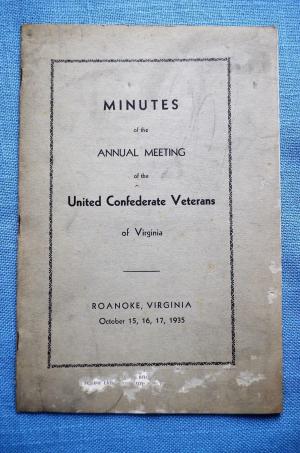 MINUTES
of the
ANNUAL MEETING
of the
United Confederate Veterans
of Virginia
ROANOKE, VIRGINIA
October 15, 16, 17, 1935